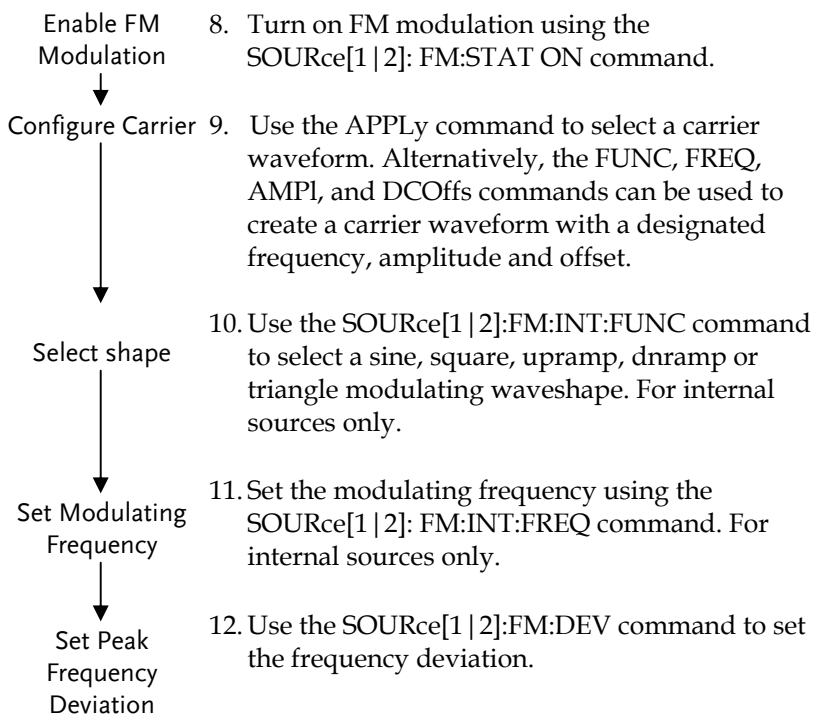 Enable FM
Modulation
8. Turn on FM modulation using the
SOURce[1|2]: FM:STAT ON command.
Configure Carrier
9. Use the APPLy command to select a carrier
waveform. Alternatively, the FUNC, FREQ,
AMPl, and DCOffs commands can be used to
create a carrier waveform with a designated
frequency, amplitude and offset.
Select shape
10. Use the SOURce[1|2]:FM:INT:FUNC command
to select a sine, square, upramp, dnramp or
triangle modulating waveshape. For internal
sources only.
Set Modulating
Frequency
11. Set the modulating frequency using the
SOURce[1|2]: FM:INT:FREQ command. For
internal sources only.
Set Peak
Frequency
Deviation
12. Use the SOURce[1|2]:FM:DEV command to set
the frequency deviation.